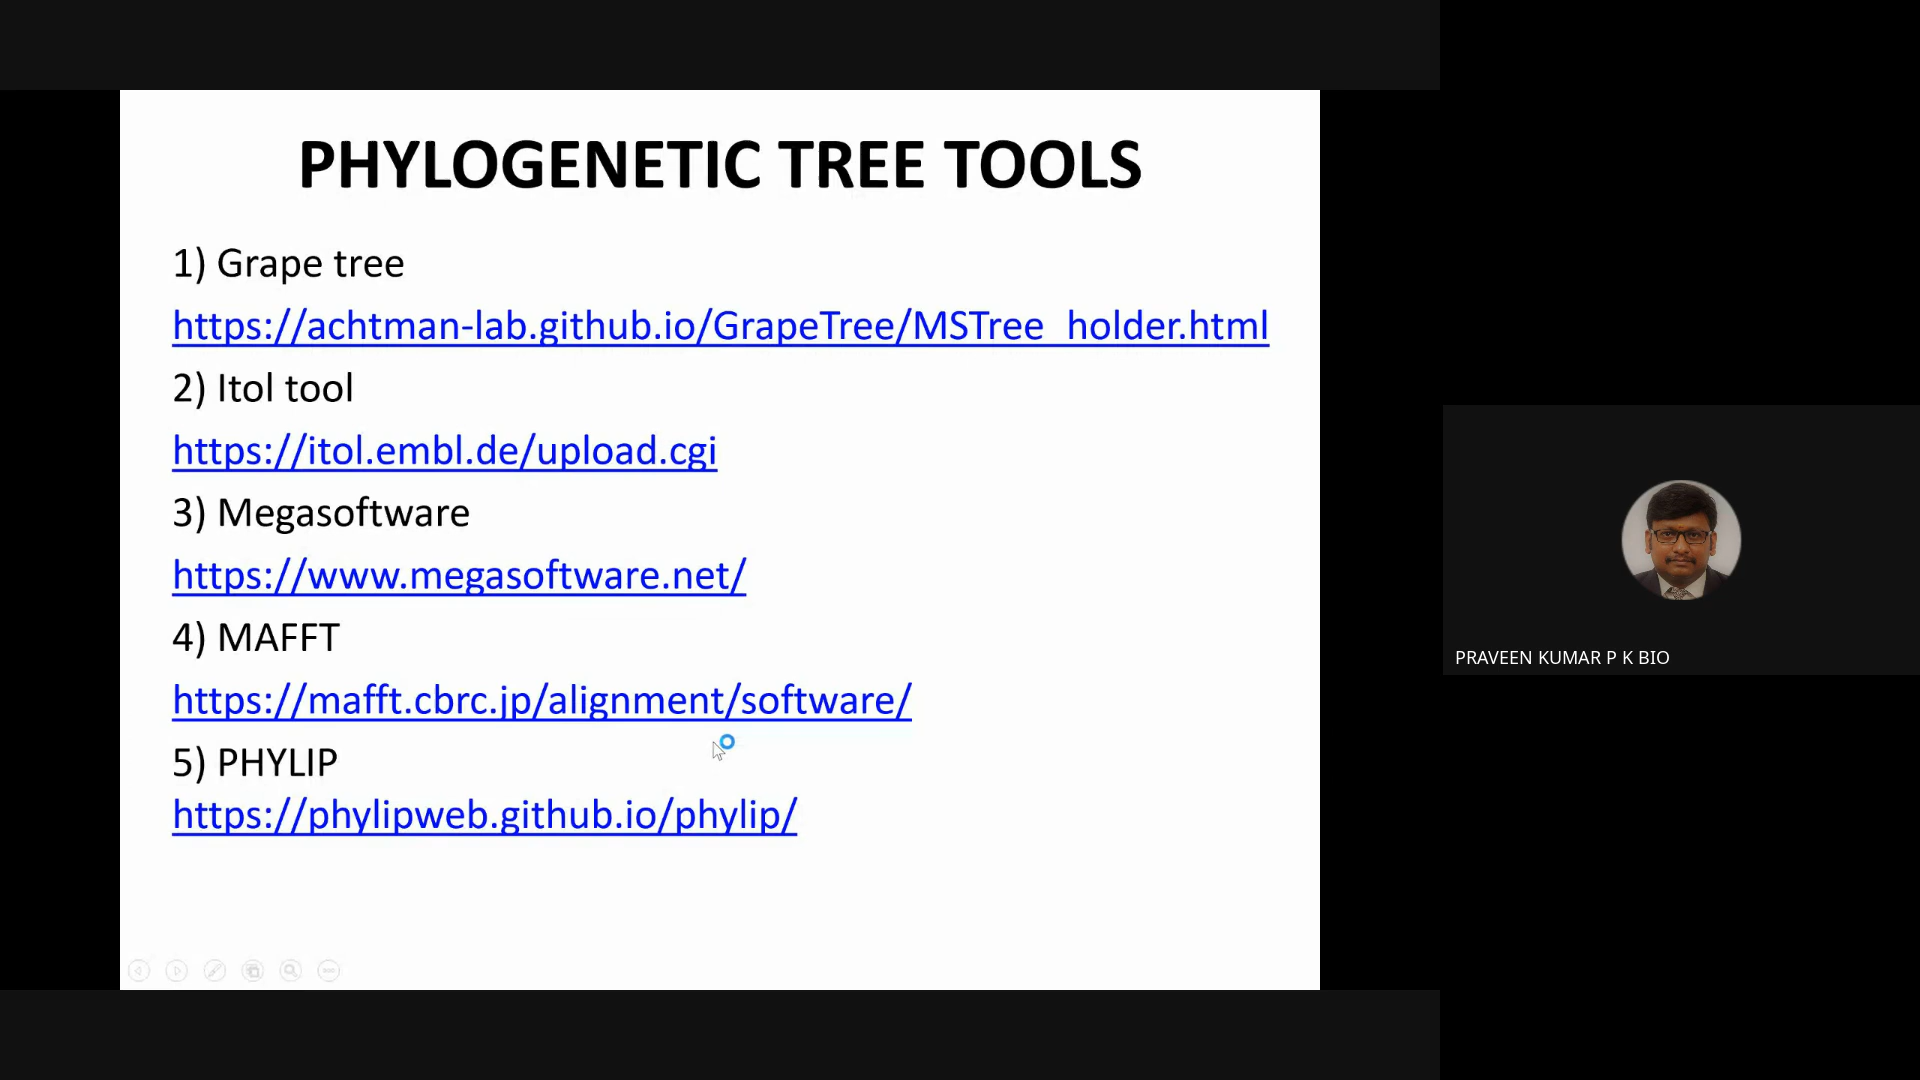 PHYLOGENETIC TREE TOOLS
1) Grape tree
https://achtman-lab.github.io/GrapeTree/MSTree_holder.html
2) Itol tool
https://itol.embl.de/upload.cgi
3) Megasoftware
https://www.megasoftware.net/
4) MAFFT
https://mafft.cbrc.jp/alignment/software/
5) PHYLIP
https://phylipweb.github.io/phylip/
PRAVEEN KUMAR P K BIO